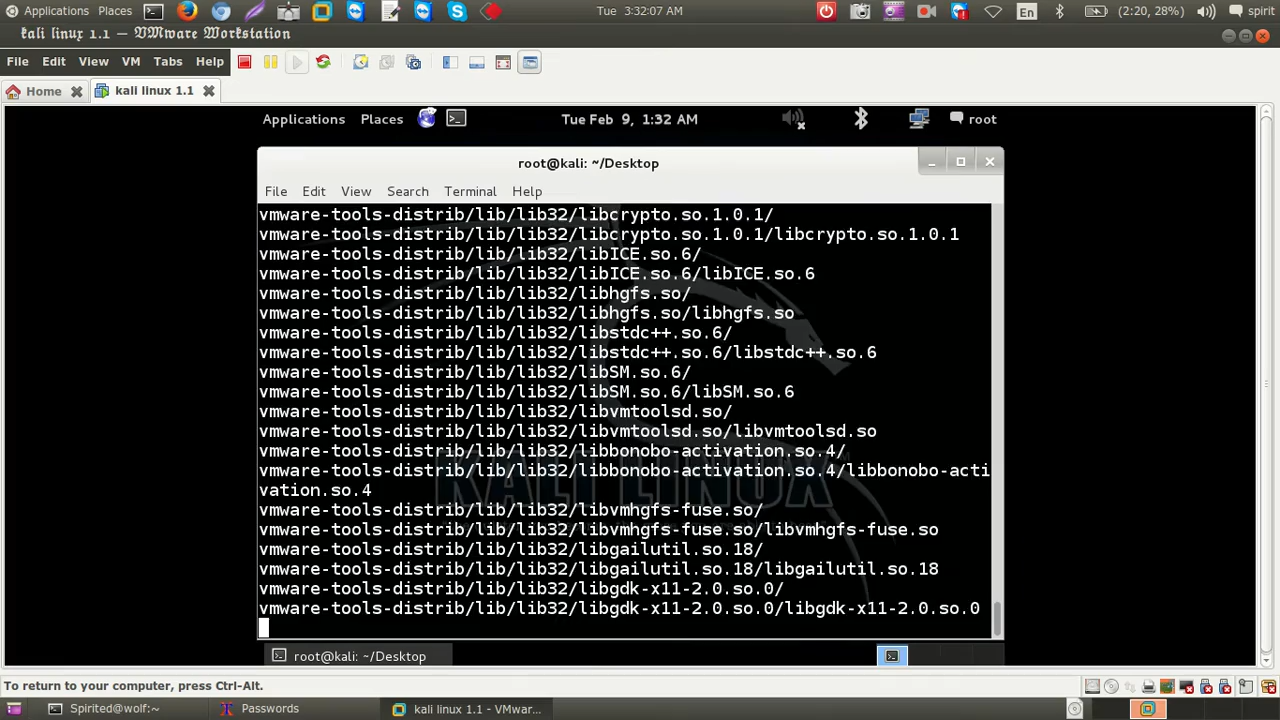 Applications Places Tue Feb 9, 3:32:07 AM En (2:20, 28%) spirit
kali linux 1.1 – VMware Workstation
File Edit View VM Tabs Help
Home kali linux 1.1
Applications Places Tue Feb 9, 1:32 AM root
root@kali: ~/Desktop
File Edit View Search Terminal Help
vmware-tools-distrib/lib/lib32/libcrypto.so.1.0.1/
vmware-tools-distrib/lib/lib32/libcrypto.so.1.0.1/libcrypto.so.1.0.1
vmware-tools-distrib/lib/lib32/libICE.so.6/
vmware-tools-distrib/lib/lib32/libICE.so.6/libICE.so.6
vmware-tools-distrib/lib/lib32/libhgfs.so/
vmware-tools-distrib/lib/lib32/libhgfs.so/libhgfs.so
vmware-tools-distrib/lib/lib32/libstdc++.so.6/
vmware-tools-distrib/lib/lib32/libstdc++.so.6/libstdc++.so.6
vmware-tools-distrib/lib/lib32/libSM.so.6/
vmware-tools-distrib/lib/lib32/libSM.so.6/libSM.so.6
vmware-tools-distrib/lib/lib32/libvmtoolsd.so/
vmware-tools-distrib/lib/lib32/libvmtoolsd.so/libvmtoolsd.so
vmware-tools-distrib/lib/lib32/libbonobo-activation.so.4/
vmware-tools-distrib/lib/lib32/libbonobo-activation.so.4/libbonobo-acti
vation.so.4
KALI LINUX
vmware-tools-distrib/lib/lib32/libvmhgfs-fuse.so/
vmware-tools-distrib/lib/lib32/libvmhgfs-fuse.so/libvmhgfs-fuse.so
vmware-tools-distrib/lib/lib32/libgailutil.so.18/
vmware-tools-distrib/lib/lib32/libgailutil.so.18/libgailutil.so.18
vmware-tools-distrib/lib/lib32/libgdk-x11-2.0.so.0/
vmware-tools-distrib/lib/lib32/libgdk-x11-2.0.so.0/libgdk-x11-2.0.so.0
root@kali: ~/Desktop
To return to your computer, press Ctrl-Alt.
Spirited@wolf:~ Passwords kali linux 1.1 - VMwar...